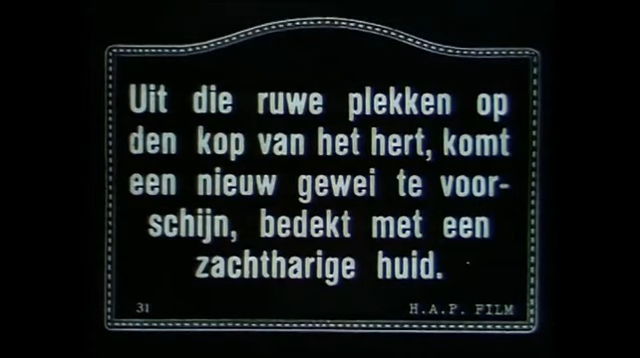 Uit die ruwe plekken op
den kop van het hert, komt
een nieuw gewei te voor-
schijn, bedekt met een
zachtharige huid.
31 H.A.P. FILM